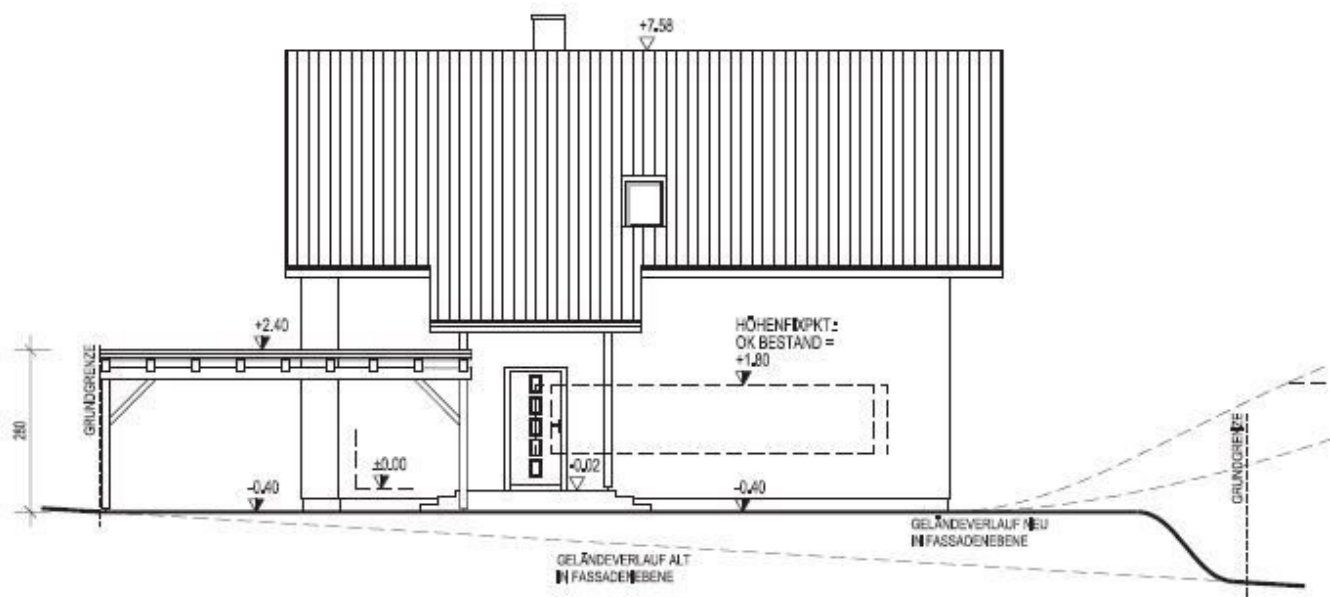 +7.58
+2.40
HÖHENFIXPKT.:
OK BESTAND =
+1.80
GRUNDGRENZE
280
±0.00
-0.02
-0.40
-0.40
GRUNDGRENZE
GELÄNDEVERLAUF NEU
IN FASSADENEBENE
GELÄNDEVERLAUF ALT
IN FASSADENEBENE